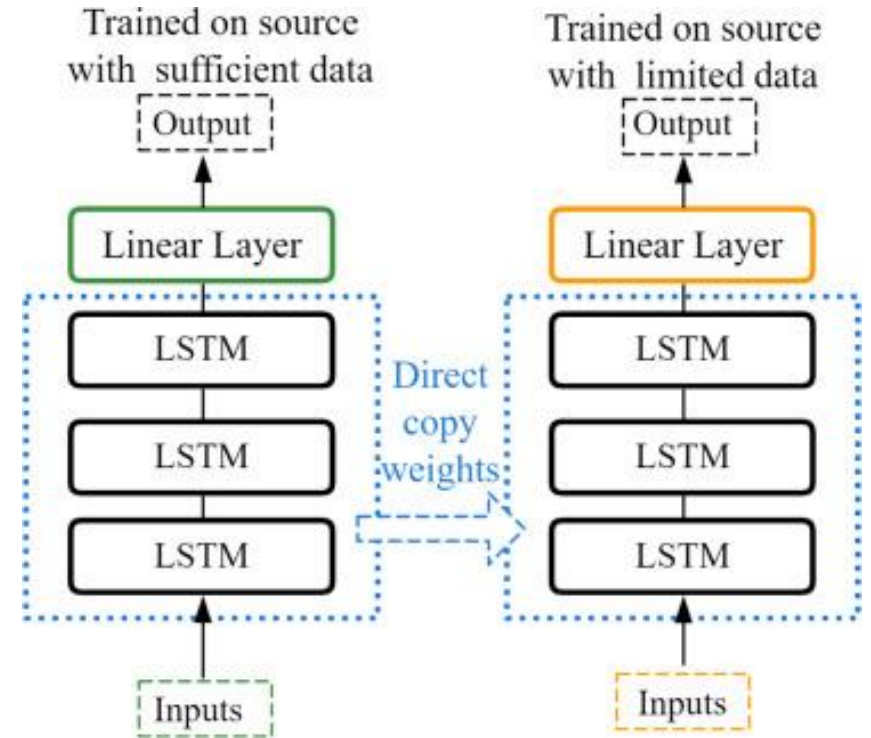 Trained on source
with sufficient data
Output
Linear Layer
LSTM
LSTM
LSTM
Inputs
Direct
copy
weights
Trained on source
with limited data
Output
Linear Layer
LSTM
LSTM
LSTM
Inputs